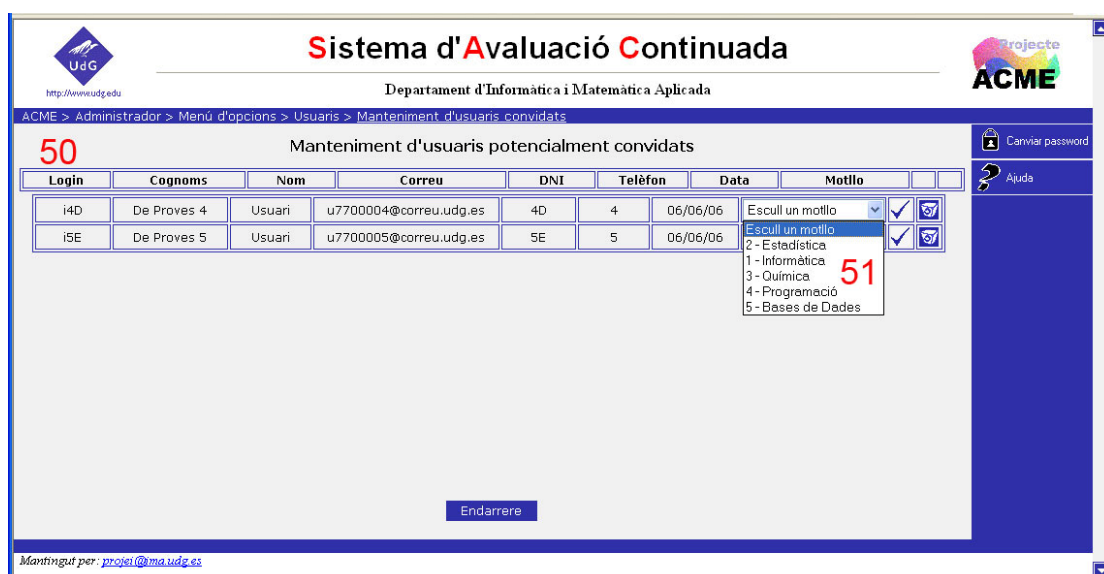 UdG
http://www.udg.edu
Sistema d'Avaluació Continuada
Departament d'Informàtica i Matemàtica Aplicada
Projecte
ACME
ACME > Administrador > Menú d'opcions > Usuaris > Manteniment d'usuaris convidats
50
Manteniment d'usuaris potencialment convidats
Canviar password
Ajuda
Login Cognoms Nom Correu DNI Telèfon Data Motllo
i4D De Proves 4 Usuari u7700004@correu.udg.es 4D 4 06/06/06 Escull un motllo
i5E De Proves 5 Usuari u7700005@correu.udg.es 5E 5 06/06/06
Escull un motllo
2 - Estadística
1 - Informàtica
3 - Química
4 - Programació
5 - Bases de Dades
51
Endarrere
Mantingut per: projei@ima.udg.es